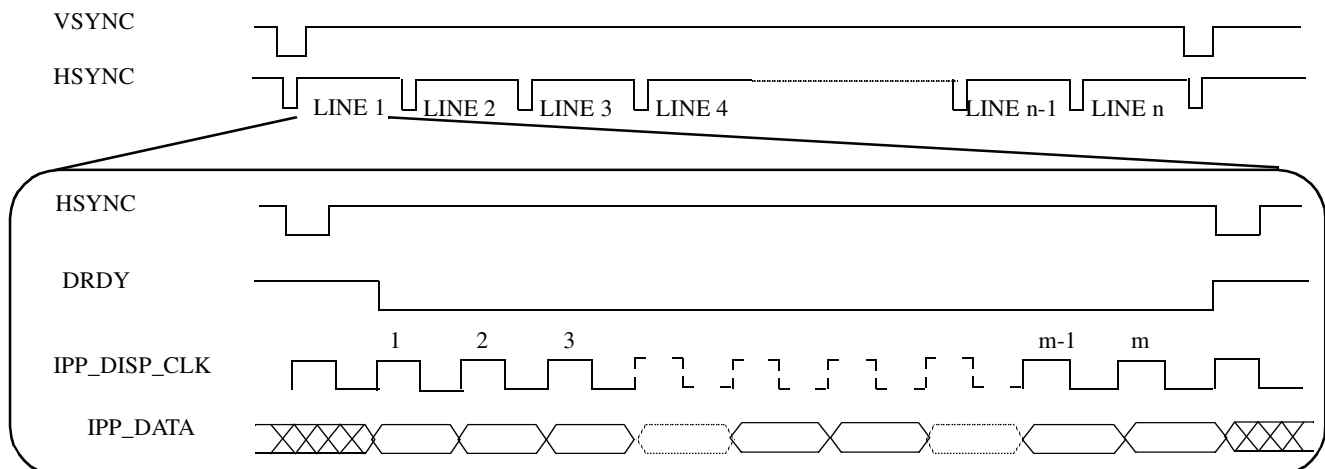 VSYNC
HSYNC
LINE 1 LINE 2 LINE 3 LINE 4 LINE n-1 LINE n
HSYNC
DRDY
1 2 3 m-1 m
IPP_DISP_CLK
IPP_DATA